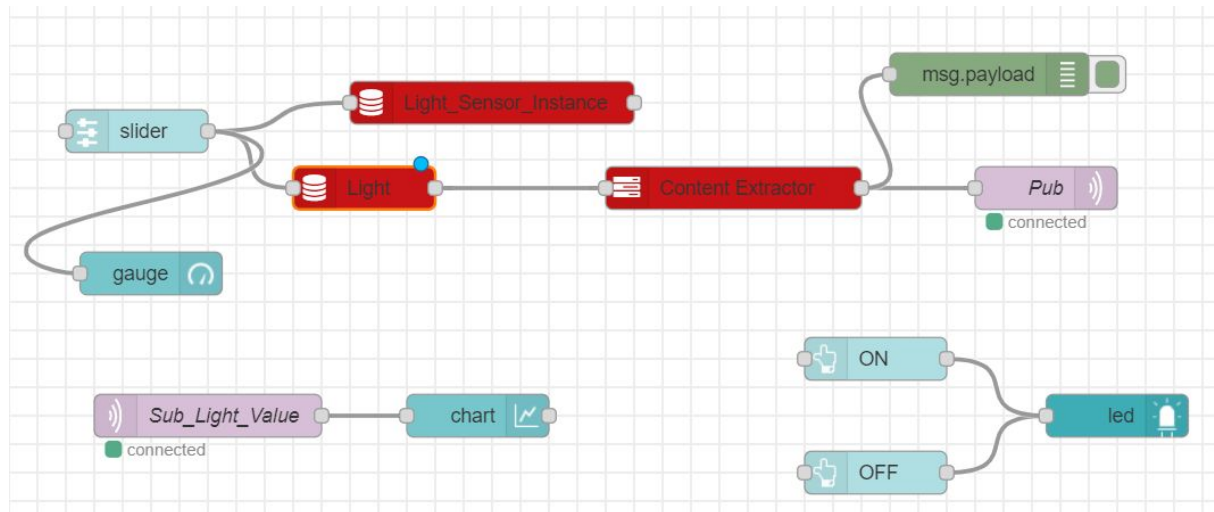 msg.payload
Light_Sensor_Instance
slider
Light
Content Extractor
Pub
connected
gauge
ON
Sub_Light_Value
chart
led
connected
OFF